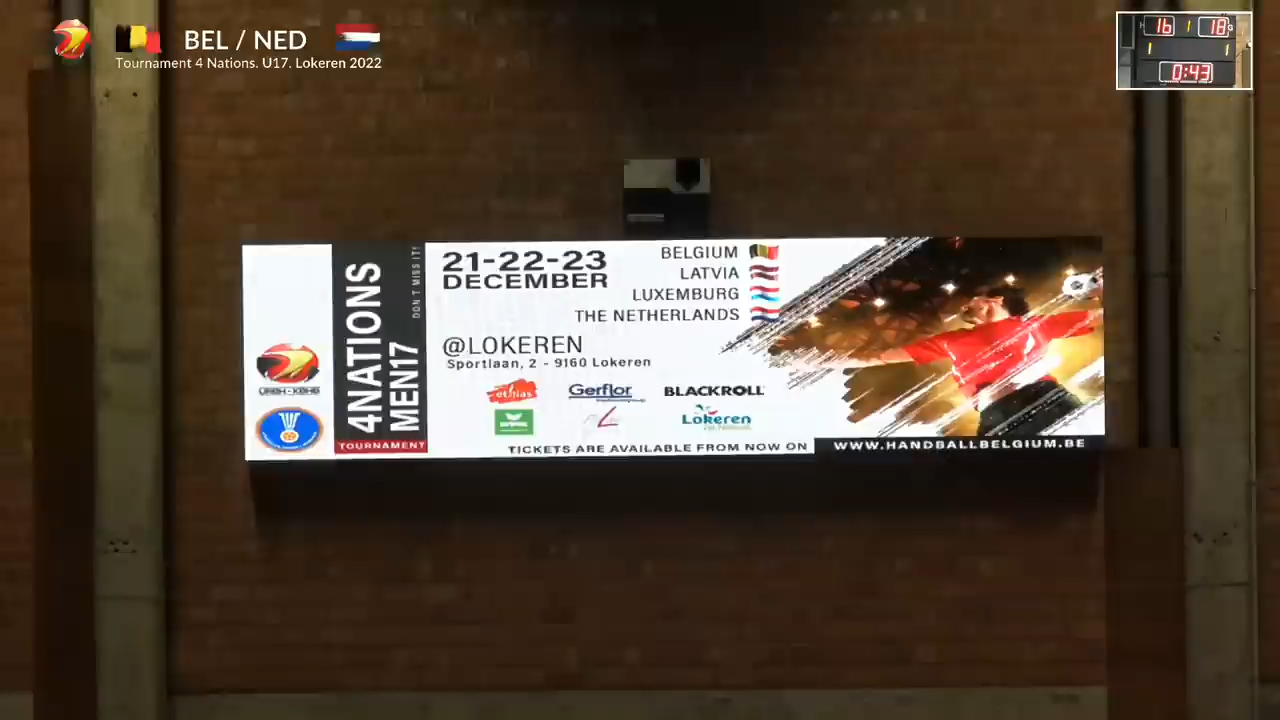 BEL / NED
Tournament 4 Nations. U17. Lokeren 2022
16 1 18
1 1
0:43
4NATIONS
MEN17
DON'T MISS IT!
TOURNAMENT
21-22-23
DECEMBER
BELGIUM
LATVIA
LUXEMBURG
THE NETHERLANDS
@LOKEREN
Sportlaan, 2 - 9160 Lokeren
Gerflor
BLACKROLL
Lokeren
TICKETS ARE AVAILABLE FROM NOW ON
WWW.HANDBALLBELGIUM.BE